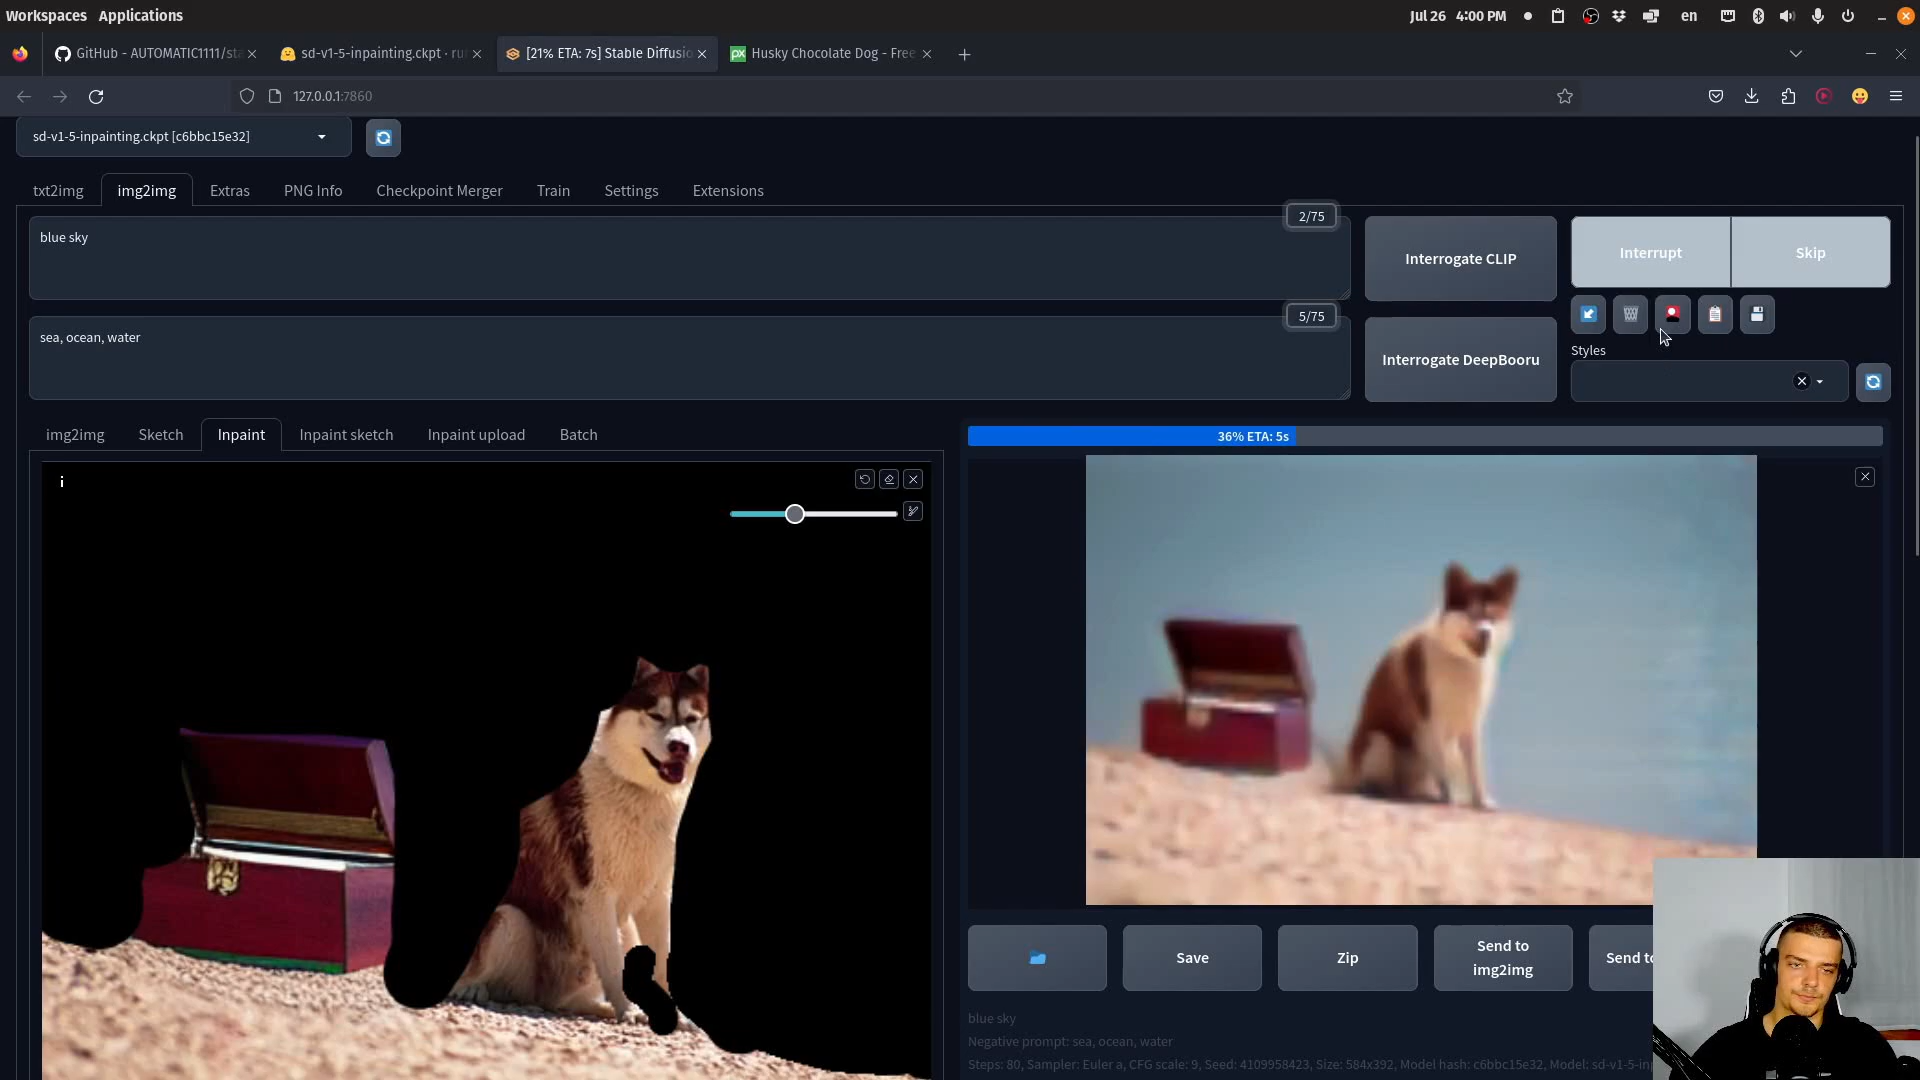 Workspaces Applications
Jul 26 4:00 PM
en
GitHub - AUTOMATIC1111/sta
sd-v1-5-inpainting.ckpt · ru
[21% ETA: 7s] Stable Diffusio
Husky Chocolate Dog - Free
127.0.0.1:7860
sd-v1-5-inpainting.ckpt [c6bbc15e32]
txt2img img2img Extras PNG Info Checkpoint Merger Train Settings Extensions
2/75
blue sky
Interrogate CLIP
Interrupt
Skip
5/75
sea, ocean, water
Interrogate DeepBooru
Styles
img2img Sketch Inpaint Inpaint sketch Inpaint upload Batch
36% ETA: 5s
i
Save
Zip
Send to
img2img
Send to
blue sky
Negative prompt: sea, ocean, water
Steps: 80, Sampler: Euler a, CFG scale: 9, Seed: 4109958423, Size: 584x392, Model hash: c6bbc15e32, Model: sd-v1-5-inp